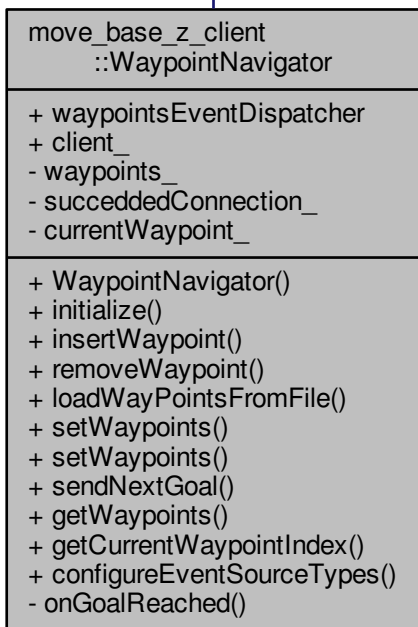 move_base_z_client
::WaypointNavigator
+ waypointsEventDispatcher
+ client_
- waypoints_
- succeddedConnection_
- currentWaypoint_
+ WaypointNavigator()
+ initialize()
+ insertWaypoint()
+ removeWaypoint()
+ loadWayPointsFromFile()
+ setWaypoints()
+ setWaypoints()
+ sendNextGoal()
+ getWaypoints()
+ getCurrentWaypointIndex()
+ configureEventSourceTypes()
- onGoalReached()